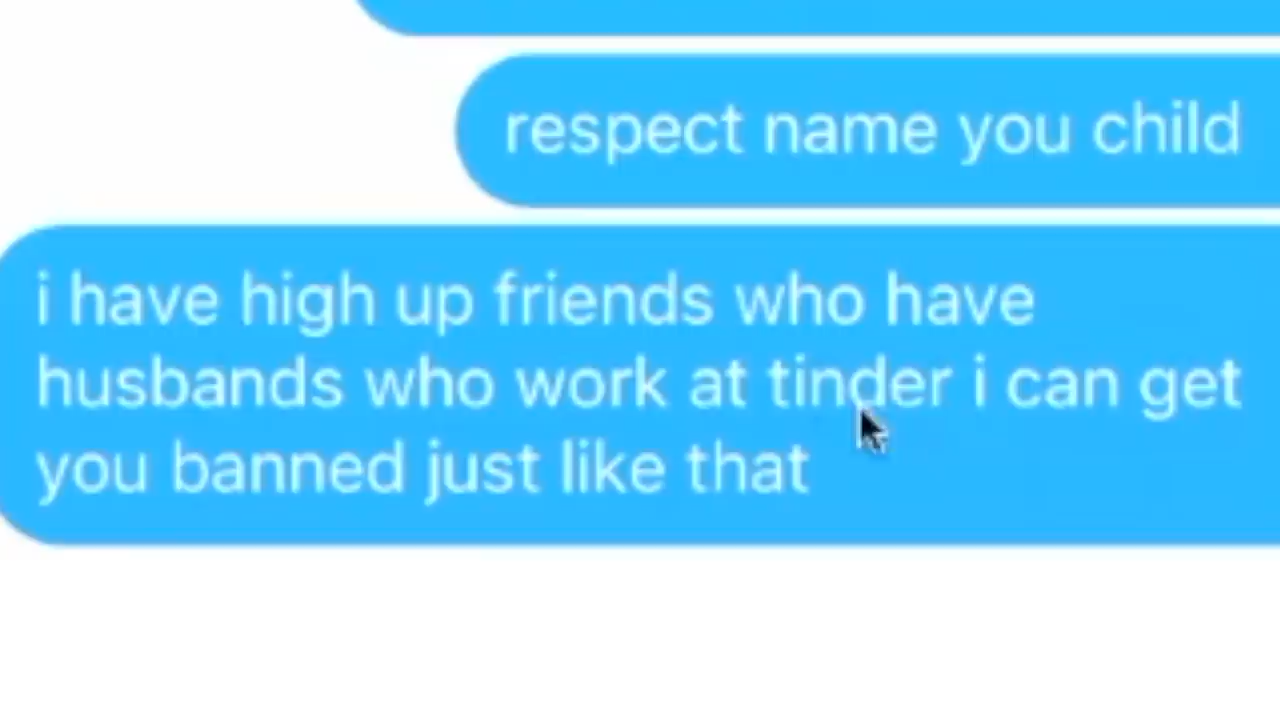 respect name you child
i have high up friends who have
husbands who work at tinder i can get
you banned just like that